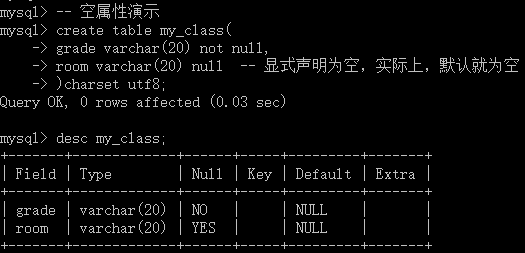 mysql> -- 空属性演示
mysql> create table my_class(
    -> grade varchar(20) not null,
    -> room varchar(20) null  -- 显式声明为空，实际上，默认就为空
    -> )charset utf8;
Query OK, 0 rows affected (0.03 sec)
mysql> desc my_class;
+-------+-------------+------+-----+---------+-------+
| Field | Type        | Null | Key | Default | Extra |
+-------+-------------+------+-----+---------+-------+
| grade | varchar(20) | NO   |     | NULL    |       |
| room  | varchar(20) | YES  |     | NULL    |       |
+-------+-------------+------+-----+---------+-------+